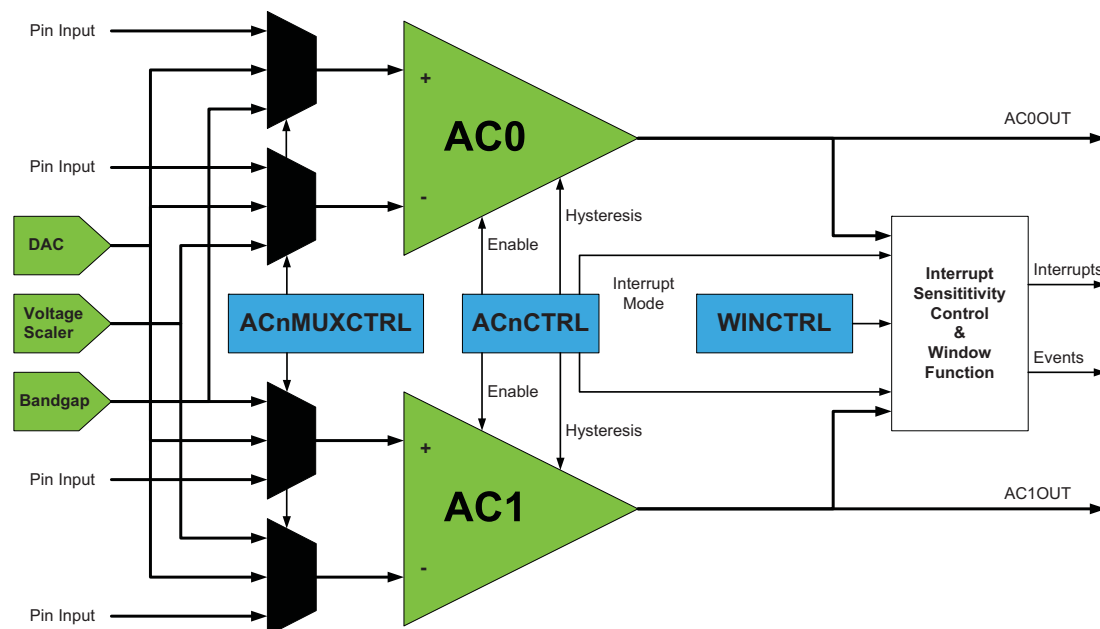 Pin Input
+
AC0
AC0OUT
Pin Input
-
Hysteresis
Enable
DAC
Interrupt
Mode
Voltage
Scaler
ACnMUXCTRL
ACnCTRL
WINCTRL
Interrupt
Sensititivity
Control
&
Window
Function
Interrupts
Events
Bandgap
Enable
Hysteresis
+
Pin Input
AC1
AC1OUT
-
Pin Input